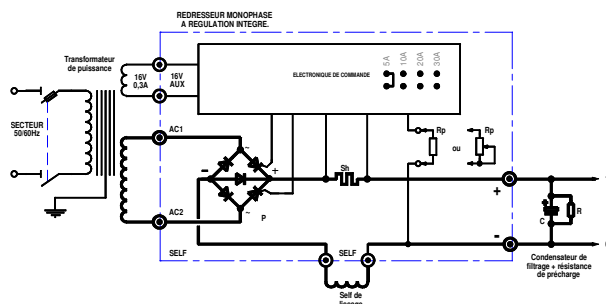 REDRESSEUR MONOPHASE
A REGULATION INTEGRE.
Transformateur
de puissance
16V
0,3A
16V
AUX
ELECTRONIQUE DE COMMANDE
5A
10A
20A
30A
SECTEUR
50/60Hz
AC1
Rp
ou
Rp
~
Sh
-
+
+
~
P
C
R
AC2
-
SELF
SELF
Condensateur de
filtrage + résistance
de précharge
Self de